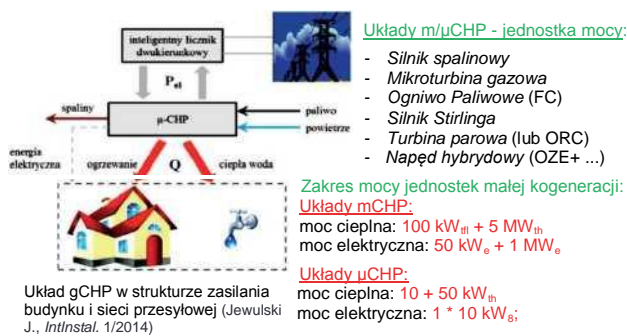 inteligentny licznik
dwukierunkowy
P el
spaliny
μ-CHP
paliwo
powietrze
energia
elektryczna
ogrzewanie
Q
ciepła woda
Układ gCHP w strukturze zasilania
budynku i sieci przesyłowej (Jewulski
J., IntInstal. 1/2014)
Układy m/μCHP - jednostka mocy:
- Silnik spalinowy
- Mikroturbina gazowa
- Ogniwo Paliwowe (FC)
- Silnik Stirlinga
- Turbina parowa (lub ORC)
- Napęd hybrydowy (OZE+ ...)
Zakres mocy jednostek małej kogeneracji:
Układy mCHP:
moc cieplna: 100 kWtfl + 5 MWth
moc elektryczna: 50 kWe + 1 MWe
Układy μCHP:
moc cieplna: 10 + 50 kWth
moc elektryczna: 1 * 10 kW8;